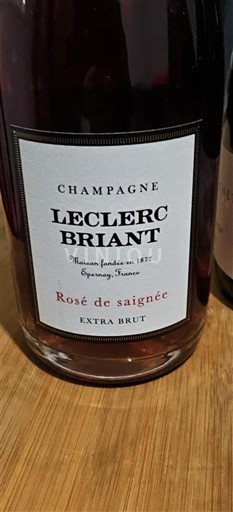 CHAMPAGNE
LECLERC
BRIANT
Maison fondée en 1872
Epernay, France
Rosé de saignée
EXTRA BRUT